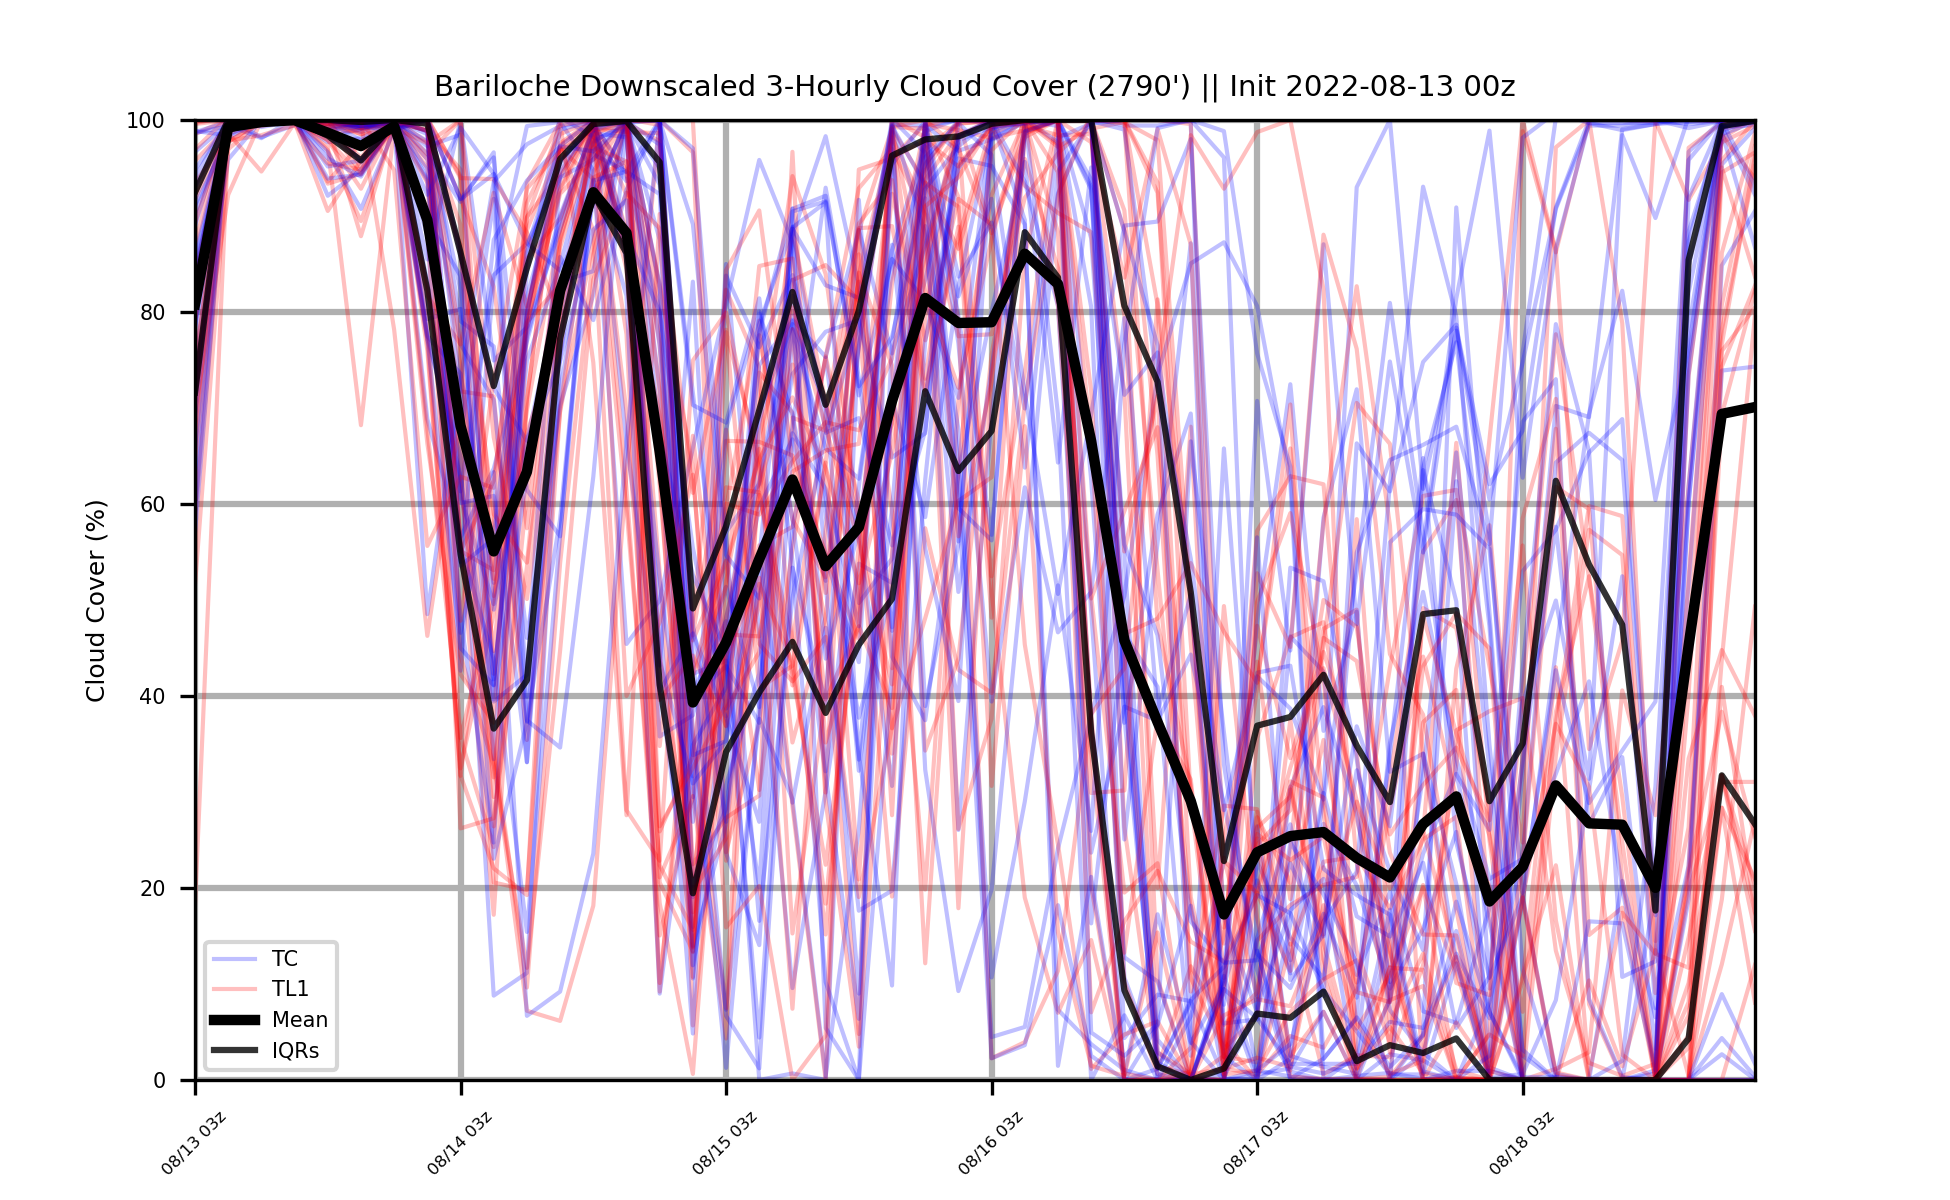 Bariloche Downscaled 3-Hourly Cloud Cover (2790') || Init 2022-08-13 00z
Cloud Cover (%)
100
80
60
40
20
0
TC
TL1
Mean
IQRs
08/13 03z
08/14 03z
08/15 03z
08/16 03z
08/17 03z
08/18 03z